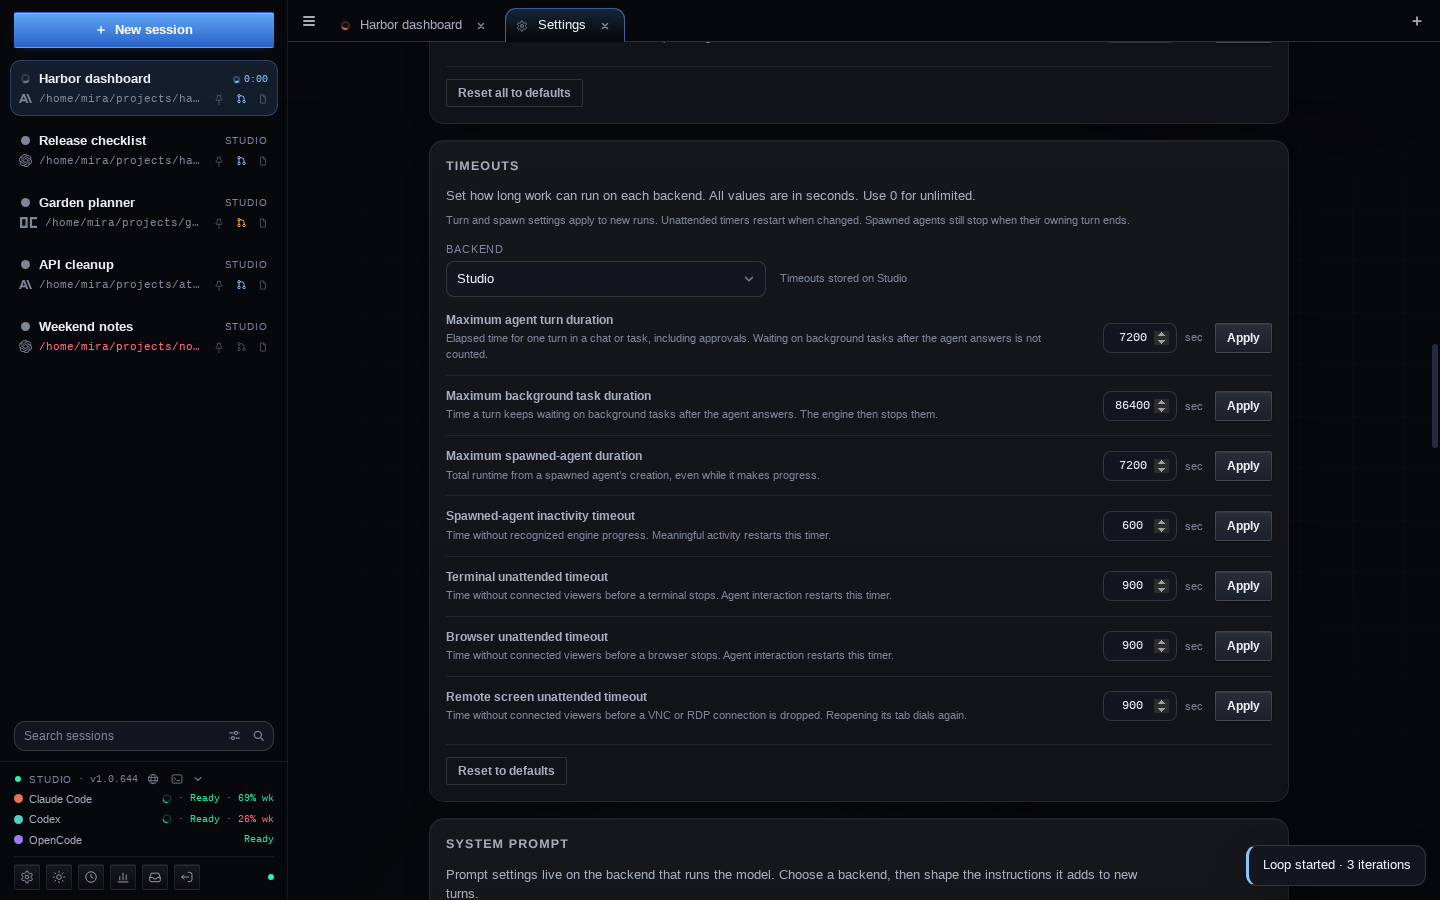 + New session
Harbor dashboard
0:00
/home/mira/projects/ha…
Release checklist
STUDIO
/home/mira/projects/ha…
Garden planner
STUDIO
/home/mira/projects/g…
API cleanup
STUDIO
/home/mira/projects/at…
Weekend notes
STUDIO
/home/mira/projects/no…
Search sessions
STUDIO · v1.0.644
Claude Code
· Ready · 69% wk
Codex
· Ready · 26% wk
OpenCode
Ready
Harbor dashboard
Settings
Reset all to defaults
TIMEOUTS
Set how long work can run on each backend. All values are in seconds. Use 0 for unlimited.
Turn and spawn settings apply to new runs. Unattended timers restart when changed. Spawned agents still stop when their owning turn ends.
BACKEND
Studio
Timeouts stored on Studio
Maximum agent turn duration
Elapsed time for one turn in a chat or task, including approvals. Waiting on background tasks after the agent answers is not
counted.
7200 sec Apply
Maximum background task duration
Time a turn keeps waiting on background tasks after the agent answers. The engine then stops them.
86400 sec Apply
Maximum spawned-agent duration
Total runtime from a spawned agent's creation, even while it makes progress.
7200 sec Apply
Spawned-agent inactivity timeout
Time without recognized engine progress. Meaningful activity restarts this timer.
600 sec Apply
Terminal unattended timeout
Time without connected viewers before a terminal stops. Agent interaction restarts this timer.
900 sec Apply
Browser unattended timeout
Time without connected viewers before a browser stops. Agent interaction restarts this timer.
900 sec Apply
Remote screen unattended timeout
Time without connected viewers before a VNC or RDP connection is dropped. Reopening its tab dials again.
900 sec Apply
Reset to defaults
SYSTEM PROMPT
Prompt settings live on the backend that runs the model. Choose a backend, then shape the instructions it adds to new
turns.
Loop started · 3 iterations